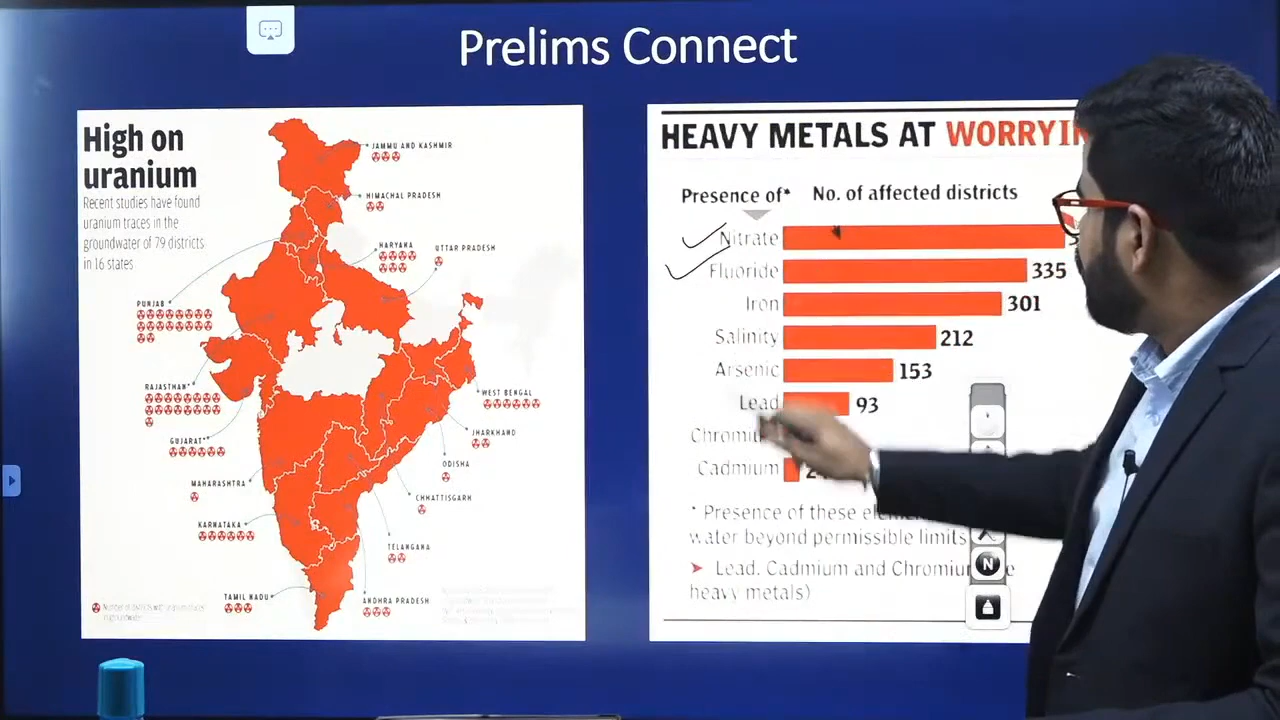 Prelims Connect
High on
uranium
Recent studies have found
uranium traces in the
groundwater of 79 districts
in 16 states
JAMMU AND KASHMIR
HIMACHAL PRADESH
HARYANA
UTTAR PRADESH
PUNJAB
RAJASTHAN*
GUJARAT*
MAHARASHTRA
KARNATAKA
TAMIL NADU
WEST BENGAL
JHARKHAND
ODISHA
CHHATTISGARH
TELANGANA
ANDHRA PRADESH
HEAVY METALS AT
Presence of* No. of affected districts
Nitrate
Fluoride 335
Iron 301
Salinity 212
Arsenic 153
Lead 93
Cadmium
* Presence of these
water beyond permissible limits
➤ Lead. Cadmium and
heavy metals)
N